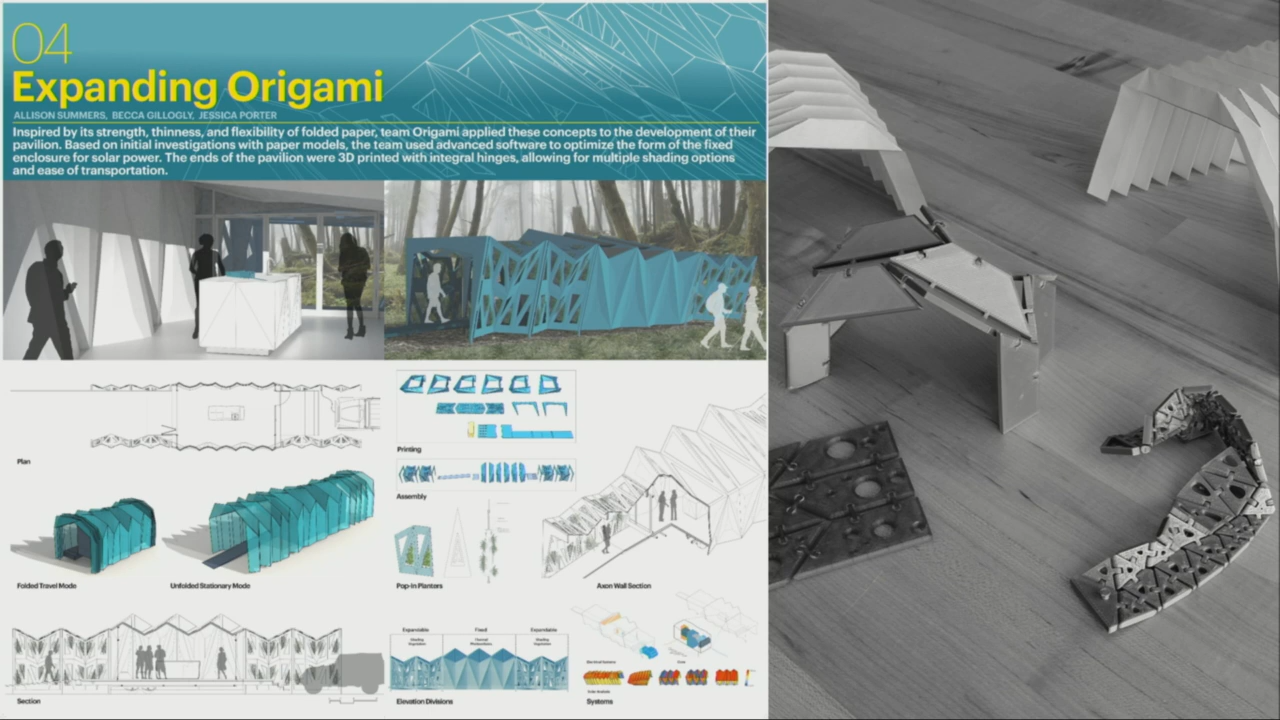 04
Expanding Origami
ALLISON SUMMERS, BECCA GILLOGLY, JESSICA PORTER
Inspired by its strength, thinness, and flexibility of folded paper, team Origami applied these concepts to the development of their
pavilion. Based on initial investigations with paper models, the team used advanced software to optimize the form of the fixed
enclosure for solar power. The ends of the pavilion were 3D printed with integral hinges, allowing for multiple shading options
and ease of transportation.
Plan
Printing
Assembly
Folded Travel Mode
Unfolded Stationary Mode
Pop-In Planters
Axon Wall Section
Expandable
Fixed
Expandable
Section
Elevation Divisions
Systems